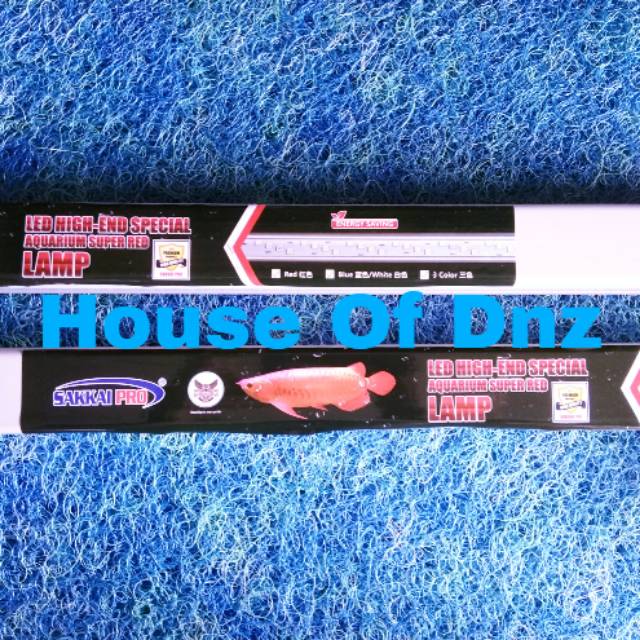 LED HIGH-END SPECIAL
AQUARIUM SUPER RED
LAMP
ENERGY SAVING
Red 红色
Blue 蓝色/White 白色
3 Color 三色
House Of Dnz
SAKKAI PRO
LED HIGH-END SPECIAL
AQUARIUM SUPER RED
LAMP